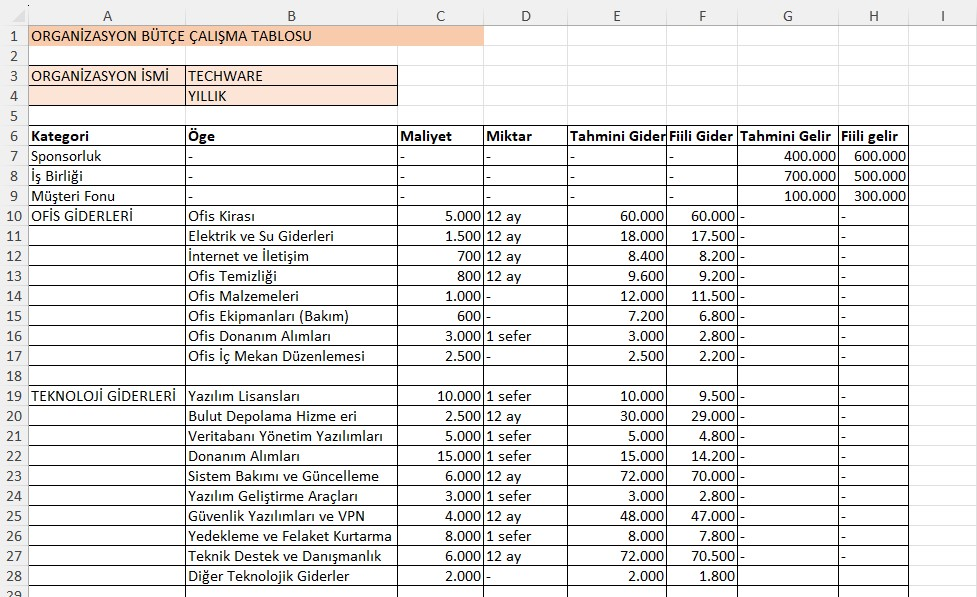 A B C D E F G H I
1 ORGANİZASYON BÜTÇE ÇALIŞMA TABLOSU
2
3 ORGANİZASYON İSMİ TECHWARE
4 YILLIK
5
6 Kategori Öge Maliyet Miktar Tahmini Gider Fiili Gider Tahmini Gelir Fiili gelir
7 Sponsorluk - - - - - 400.000 600.000
8 İş Birliği - - - - - 700.000 500.000
9 Müşteri Fonu - - - - - 100.000 300.000
10 OFİS GİDERLERİ Ofis Kirası 5.000 12 ay 60.000 60.000 - -
11 Elektrik ve Su Giderleri 1.500 12 ay 18.000 17.500 - -
12 İnternet ve İletişim 700 12 ay 8.400 8.200 - -
13 Ofis Temizliği 800 12 ay 9.600 9.200 - -
14 Ofis Malzemeleri 1.000 - 12.000 11.500 - -
15 Ofis Ekipmanları (Bakım) 600 - 7.200 6.800 - -
16 Ofis Donanım Alımları 3.000 1 sefer 3.000 2.800 - -
17 Ofis İç Mekan Düzenlemesi 2.500 - 2.500 2.200 - -
18
19 TEKNOLOJİ GİDERLERİ Yazılım Lisansları 10.000 1 sefer 10.000 9.500 - -
20 Bulut Depolama Hizme eri 2.500 12 ay 30.000 29.000 - -
21 Veritabanı Yönetim Yazılımları 5.000 1 sefer 5.000 4.800 - -
22 Donanım Alımları 15.000 1 sefer 15.000 14.200 - -
23 Sistem Bakımı ve Güncelleme 6.000 12 ay 72.000 70.000 - -
24 Yazılım Geliştirme Araçları 3.000 1 sefer 3.000 2.800 - -
25 Güvenlik Yazılımları ve VPN 4.000 12 ay 48.000 47.000 - -
26 Yedekleme ve Felaket Kurtarma 8.000 1 sefer 8.000 7.800 - -
27 Teknik Destek ve Danışmanlık 6.000 12 ay 72.000 70.500 - -
28 Diğer Teknolojik Giderler 2.000 - 2.000 1.800 -
29